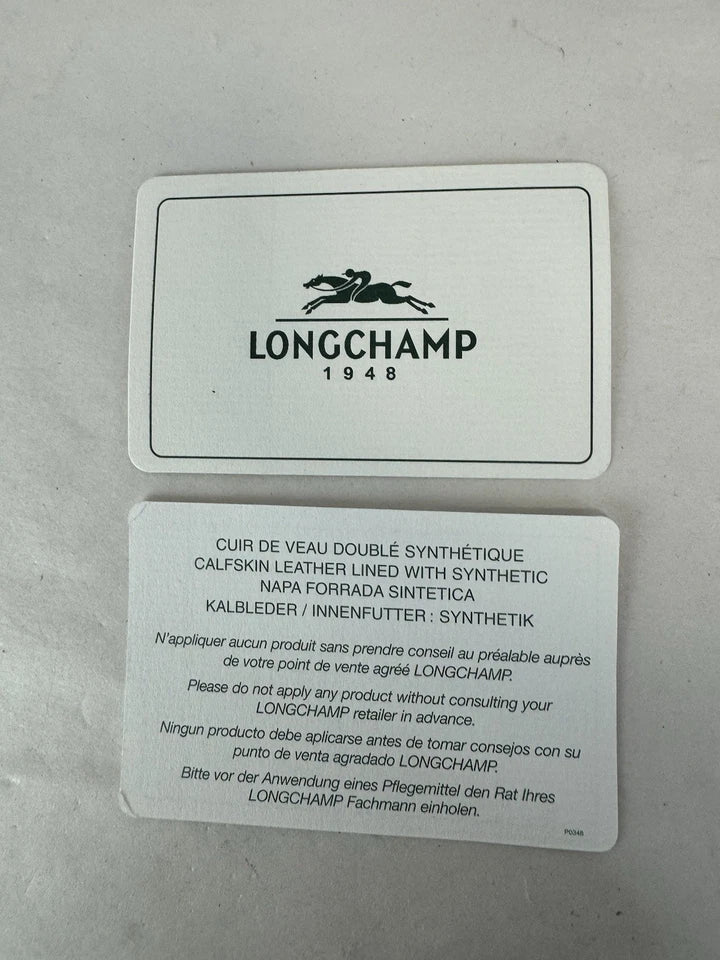 LONGCHAMP
1948
CUIR DE VEAU DOUBLÉ SYNTHÉTIQUE
CALFSKIN LEATHER LINED WITH SYNTHETIC
NAPA FORRADA SINTETICA
KALBLEDER / INNENFUTTER : SYNTHETIK
N'appliquer aucun produit sans prendre conseil au préalable auprès
de votre point de vente agréé LONGCHAMP.
Please do not apply any product without consulting your
LONGCHAMP retailer in advance.
Ningun producto debe aplicarse antes de tomar consejos con su
punto de venta agradado LONGCHAMP.
Bitte vor der Anwendung eines Pflegemittel den Rat Ihres
LONGCHAMP Fachmann einholen.
P0348